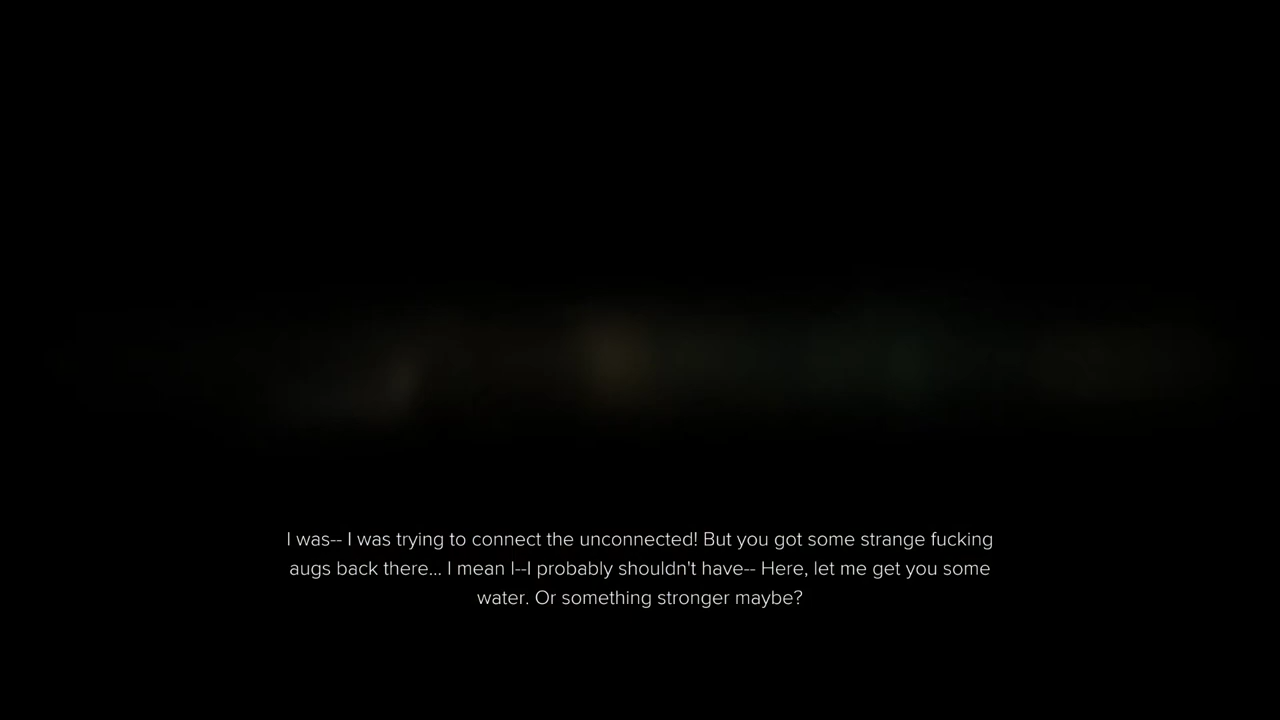 I was-- I was trying to connect the unconnected! But you got some strange fucking
augs back there... I mean I--I probably shouldn't have-- Here, let me get you some
water. Or something stronger maybe?